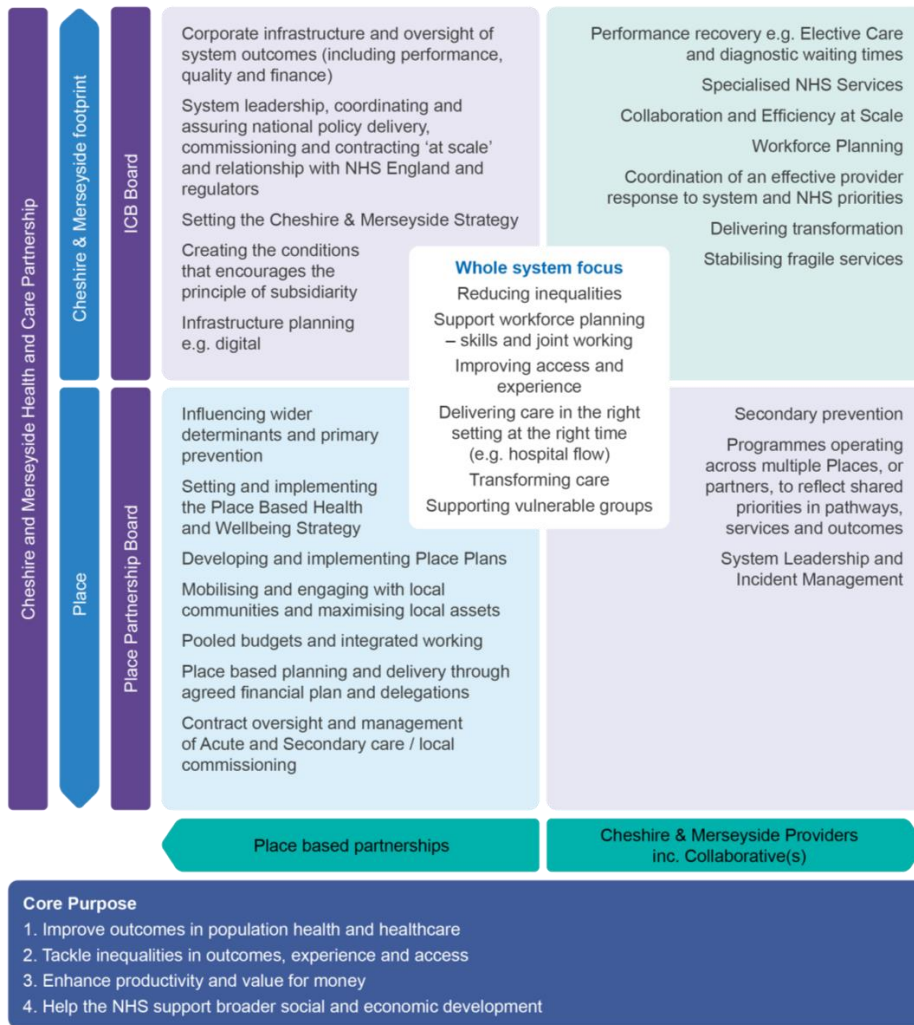 Cheshire and Merseyside Health and Care Partnership
Cheshire & Merseyside footprint
ICB Board
Corporate infrastructure and oversight of
system outcomes (including performance,
quality and finance)
System leadership, coordinating and
assuring national policy delivery,
commissioning and contracting ‘at scale’
and relationship with NHS England and
regulators
Setting the Cheshire & Merseyside Strategy
Creating the conditions
that encourages the
principle of subsidiarity
Infrastructure planning
e.g. digital
Performance recovery e.g. Elective Care
and diagnostic waiting times
Specialised NHS Services
Collaboration and Efficiency at Scale
Workforce Planning
Coordination of an effective provider
response to system and NHS priorities
Delivering transformation
Stabilising fragile services
Whole system focus
Reducing inequalities
Support workforce planning
– skills and joint working
Improving access and
experience
Delivering care in the right
setting at the right time
(e.g. hospital flow)
Transforming care
Supporting vulnerable groups
Place
Place Partnership Board
Influencing wider
determinants and primary
prevention
Setting and implementing
the Place Based Health
and Wellbeing Strategy
Developing and implementing Place Plans
Mobilising and engaging with local
communities and maximising local assets
Pooled budgets and integrated working
Place based planning and delivery through
agreed financial plan and delegations
Contract oversight and management
of Acute and Secondary care / local
commissioning
Secondary prevention
Programmes operating
across multiple Places, or
partners, to reflect shared
priorities in pathways,
services and outcomes
System Leadership and
Incident Management
Place based partnerships
Cheshire & Merseyside Providers
inc. Collaborative(s)
Core Purpose
1. Improve outcomes in population health and healthcare
2. Tackle inequalities in outcomes, experience and access
3. Enhance productivity and value for money
4. Help the NHS support broader social and economic development